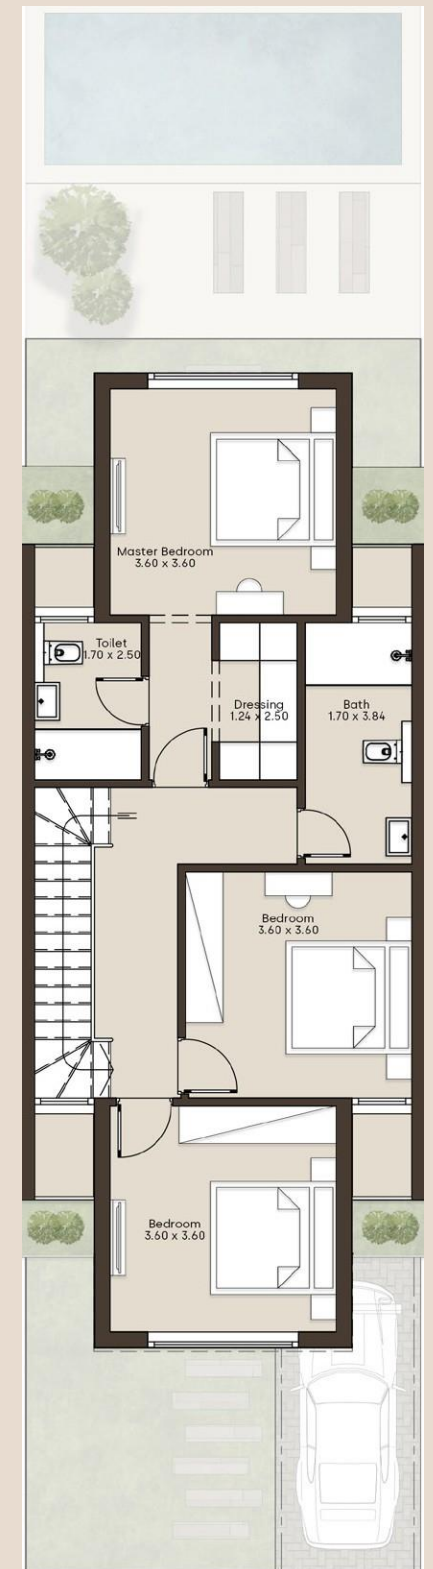 Master Bedroom
3.60 x 3.60
Toilet
1.70 x 2.50
Dressing
1.24 x 2.50
Bath
1.70 x 3.84
Bedroom
3.60 x 3.60
Bedroom
3.60 x 3.60